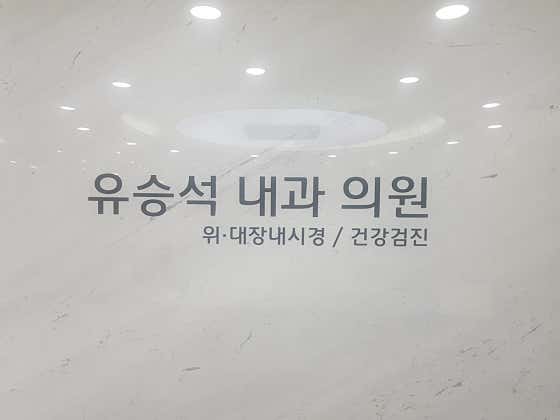 유승석 내과 의원
위·대장내시경 / 건강검진